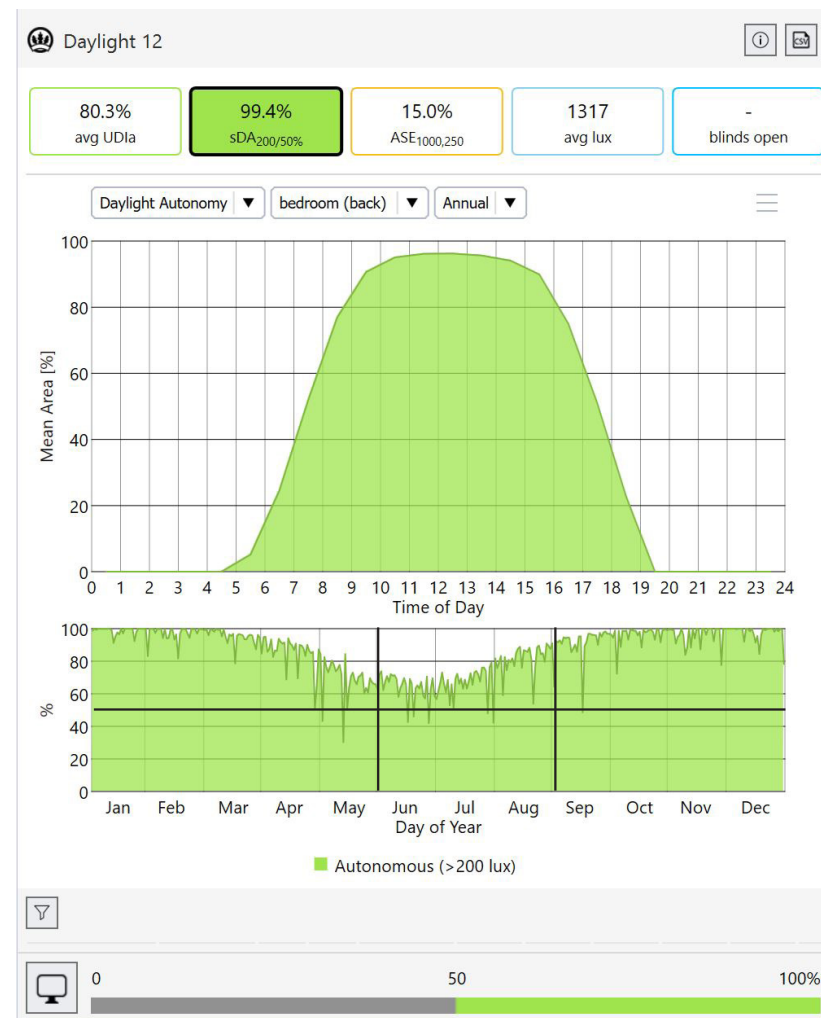 Daylight 12
CSV
80.3% 99.4% 15.0% 1317 -
avg UDIa sDA200/50% ASE1000,250 avg lux blinds open
Daylight Autonomy ▼ bedroom (back) ▼ Annual ▼
100
80
60
40
20
0
Mean Area [%]
0 1 2 3 4 5 6 7 8 9 10 11 12 13 14 15 16 17 18 19 20 21 22 23 24
Time of Day
100
80
60
40
20
0
%
Jan Feb Mar Apr May Jun Jul Aug Sep Oct Nov Dec
Day of Year
Autonomous (>200 lux)
0 50 100%